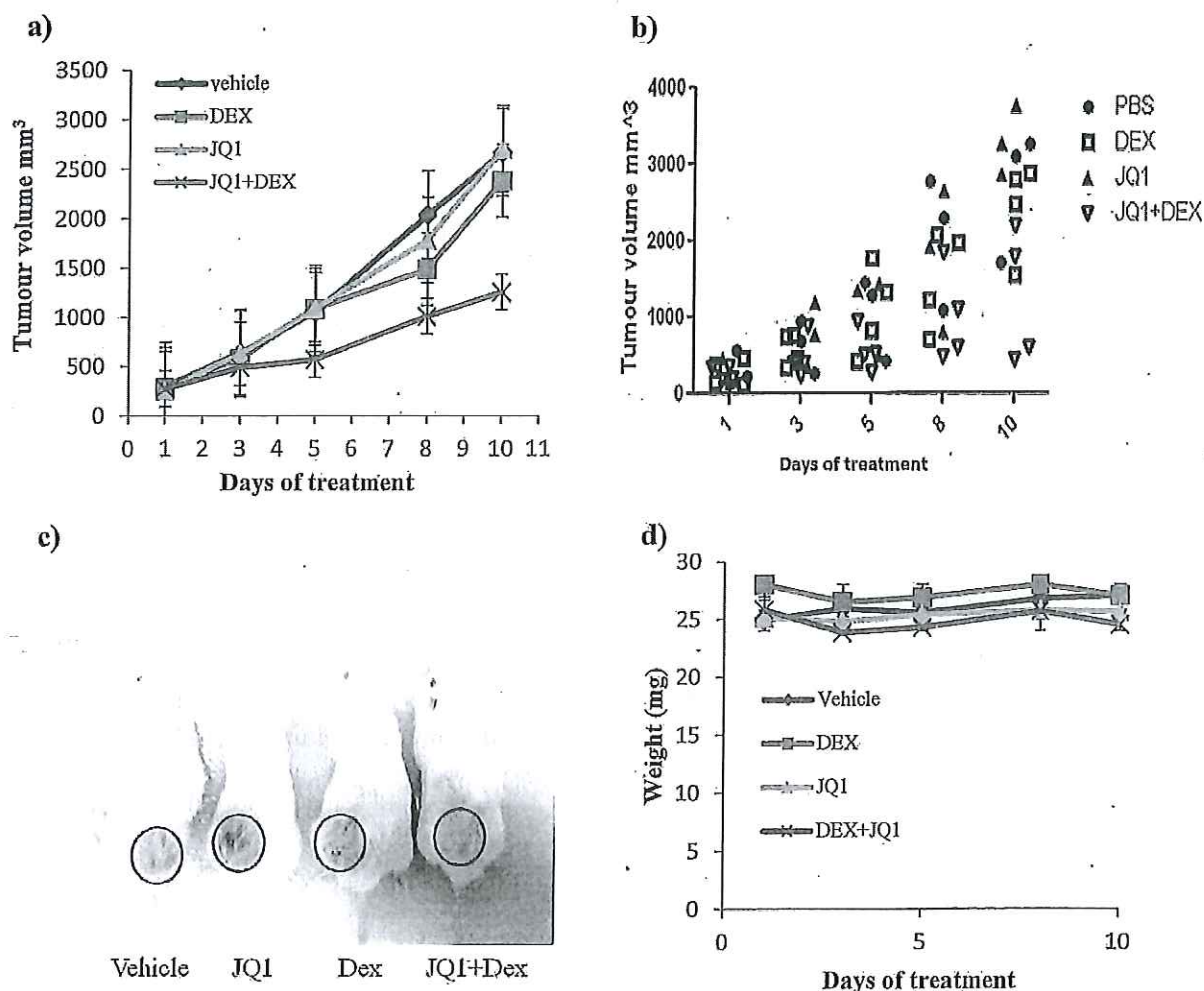 a)
3500
3000
2500
2000
1500
1000
500
0
Tumour volume mm³
vehicle
DEX
JQ1
JQ1+DEX
0 1 2 3 4 5 6 7 8 9 10 11
Days of treatment
b)
4000
3000
2000
1000
0
Tumour volume mm^3
PBS
DEX
JQ1
JQ1+DEX
1 3 5 8 10
Days of treatment
c)
Vehicle JQ1 Dex JQ1+Dex
d)
30
25
20
15
10
5
0
Weight (mg)
Vehicle
DEX
JQ1
DEX+JQ1
0 5 10
Days of treatment